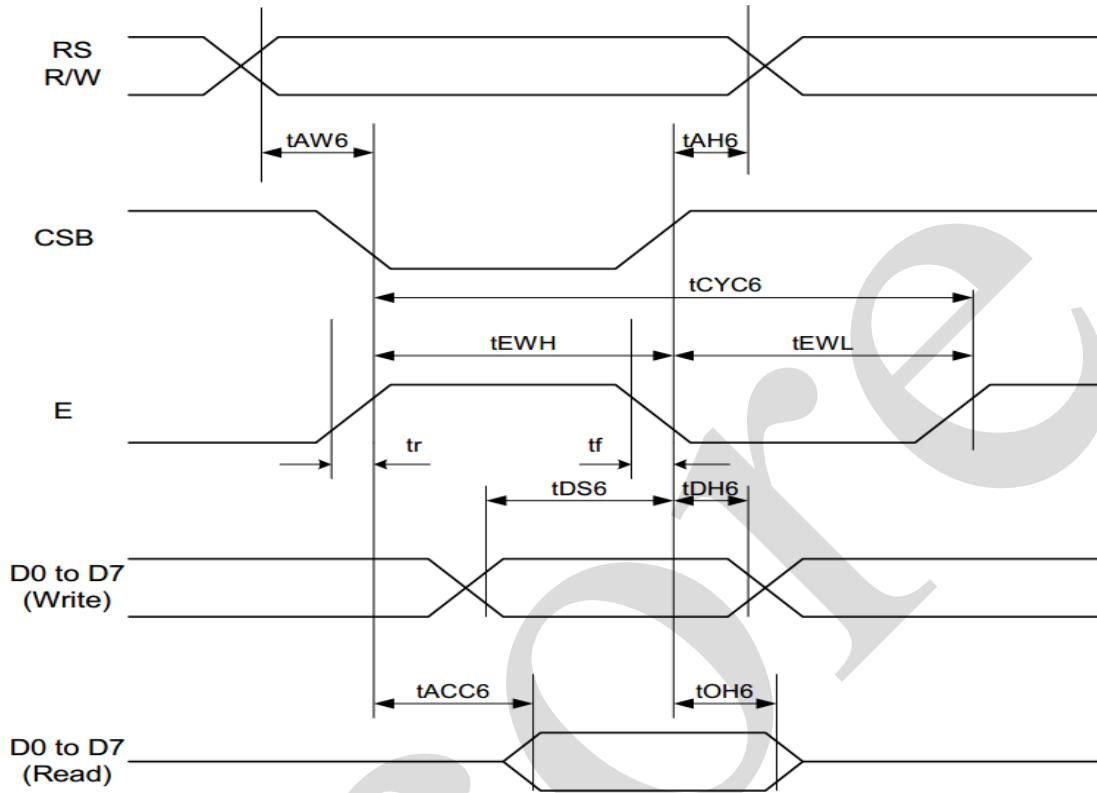 RS
R/W
tAW6
tAH6
CSB
tCYC6
tEWH
tEWL
E
tr
tf
tDS6
tDH6
D0 to D7
(Write)
tACC6
tOH6
D0 to D7
(Read)
ore